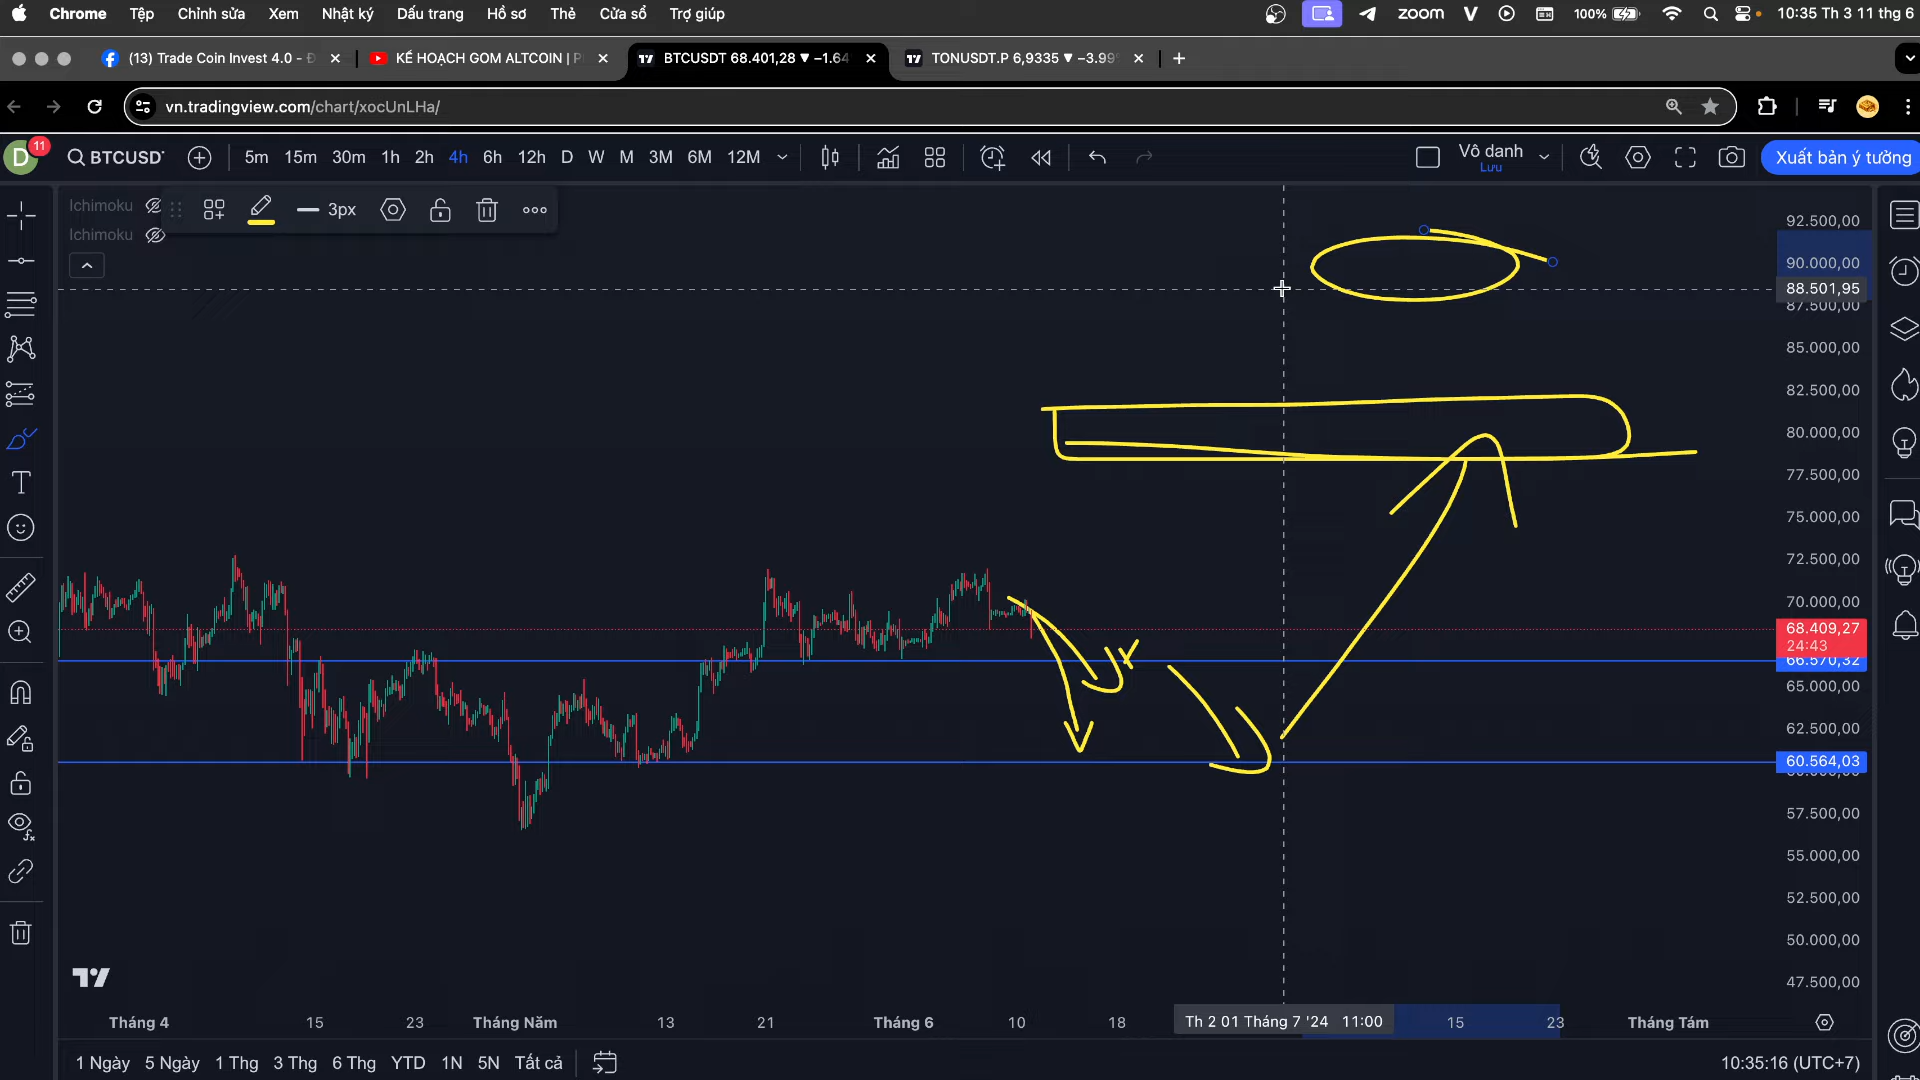 Chrome Tệp Chỉnh sửa Xem Nhật ký Dấu trang Hồ sơ Thẻ Cửa sổ Trợ giúp zoom V 100% 10:35 Th 3 11 thg 6
(13) Trade Coin Invest 4.0 - KẾ HOẠCH GOM ALTCOIN | BTCUSDT 68.401,28 ▼ −1.64 TONUSDT.P 6,9335 ▼ −3.99
vn.tradingview.com/chart/xocUnLHa/
D 11 BTCUSD 5m 15m 30m 1h 2h 4h 6h 12h D W M 3M 6M 12M Vô danh Lưu Xuất bản ý tưởng
Ichimoku 3px
Ichimoku
92.500,00
90.000,00
88.501,95
87.500,00
85.000,00
82.500,00
80.000,00
77.500,00
75.000,00
72.500,00
70.000,00
68.409,27
24:43
66.570,32
65.000,00
62.500,00
60.564,03
57.500,00
55.000,00
52.500,00
50.000,00
47.500,00
Tháng 4 15 23 Tháng Năm 13 21 Tháng 6 10 18 Th 2 01 Tháng 7 '24 11:00 15 23 Tháng Tám
1 Ngày 5 Ngày 1 Thg 3 Thg 6 Thg YTD 1N 5N Tất cả 10:35:16 (UTC+7)